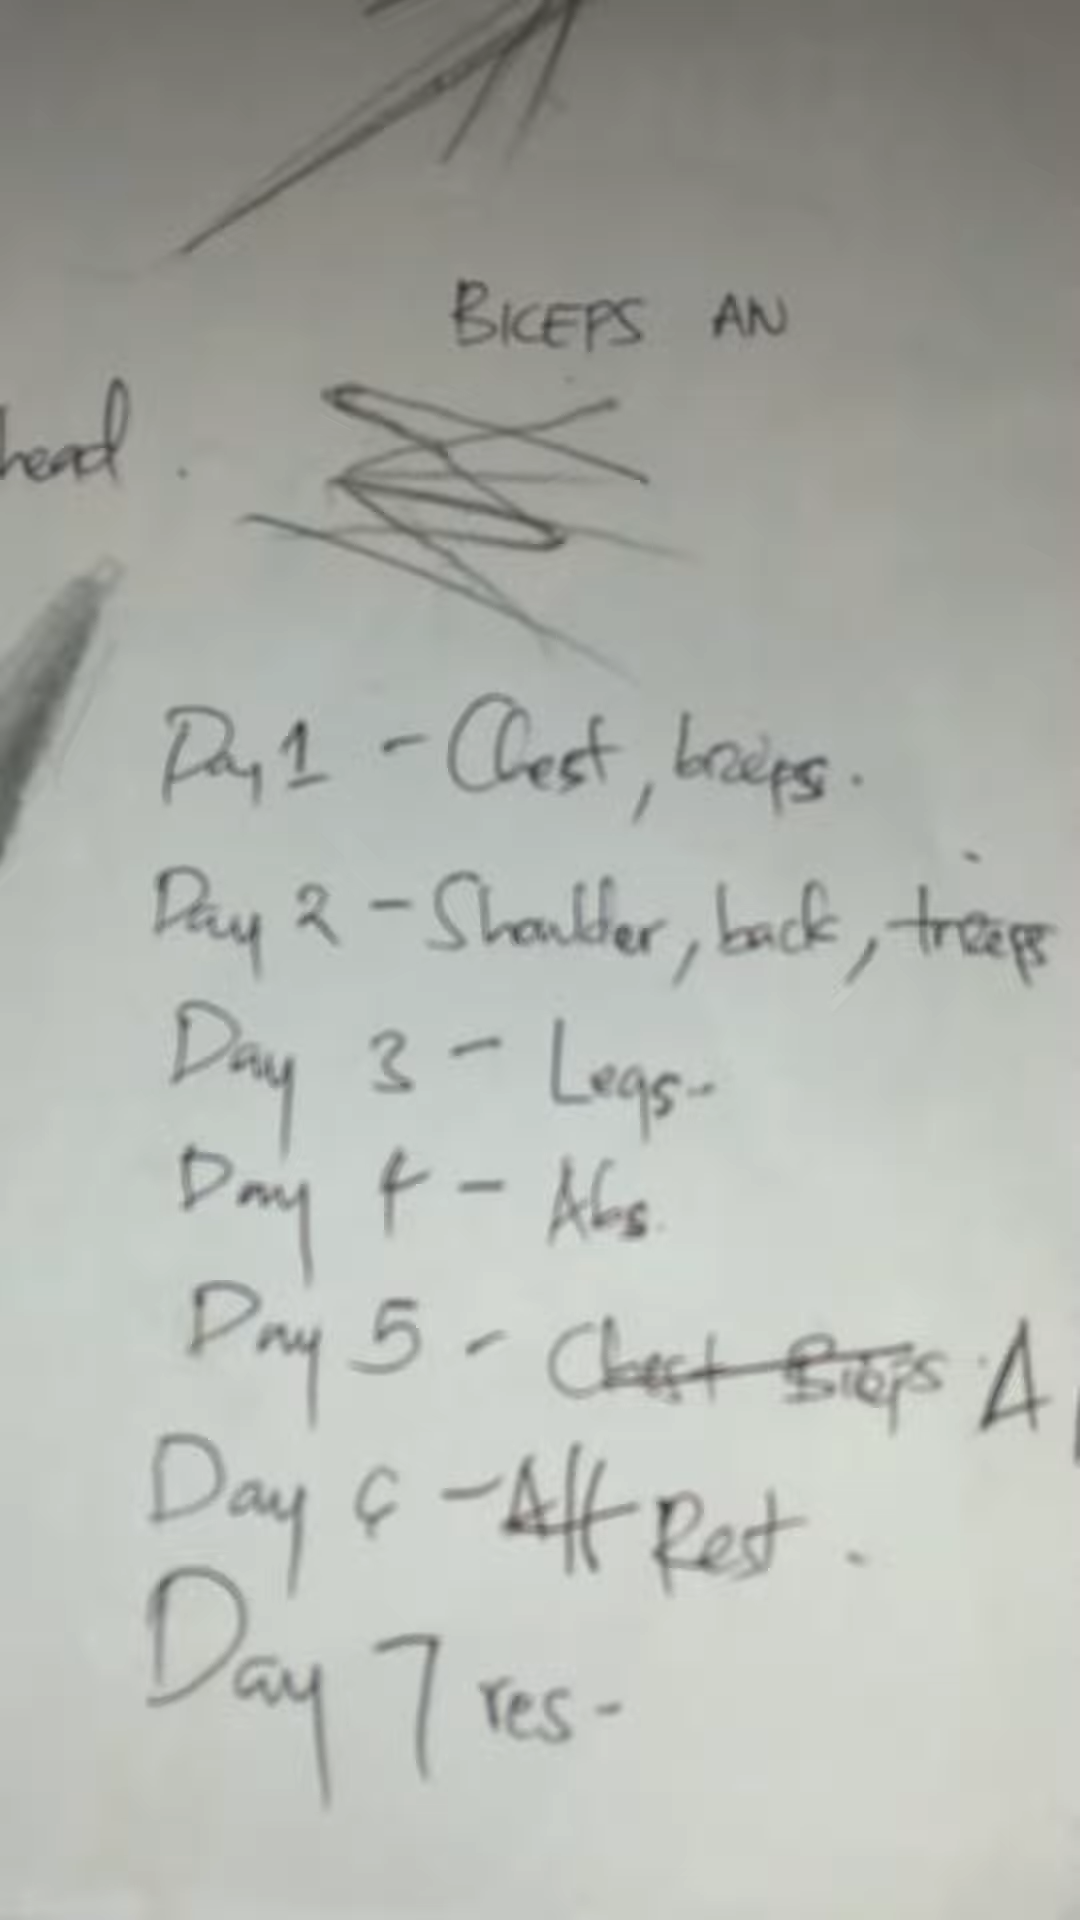 BICEPS AN
head.
Day 1 - Chest, biceps.
Day 2 - Shoulder, back, triceps
Day 3 - Legs-
Day 4 - Abs.
Day 5 - Chest Biceps A
Day 6 - Rest.
Day 7 res-